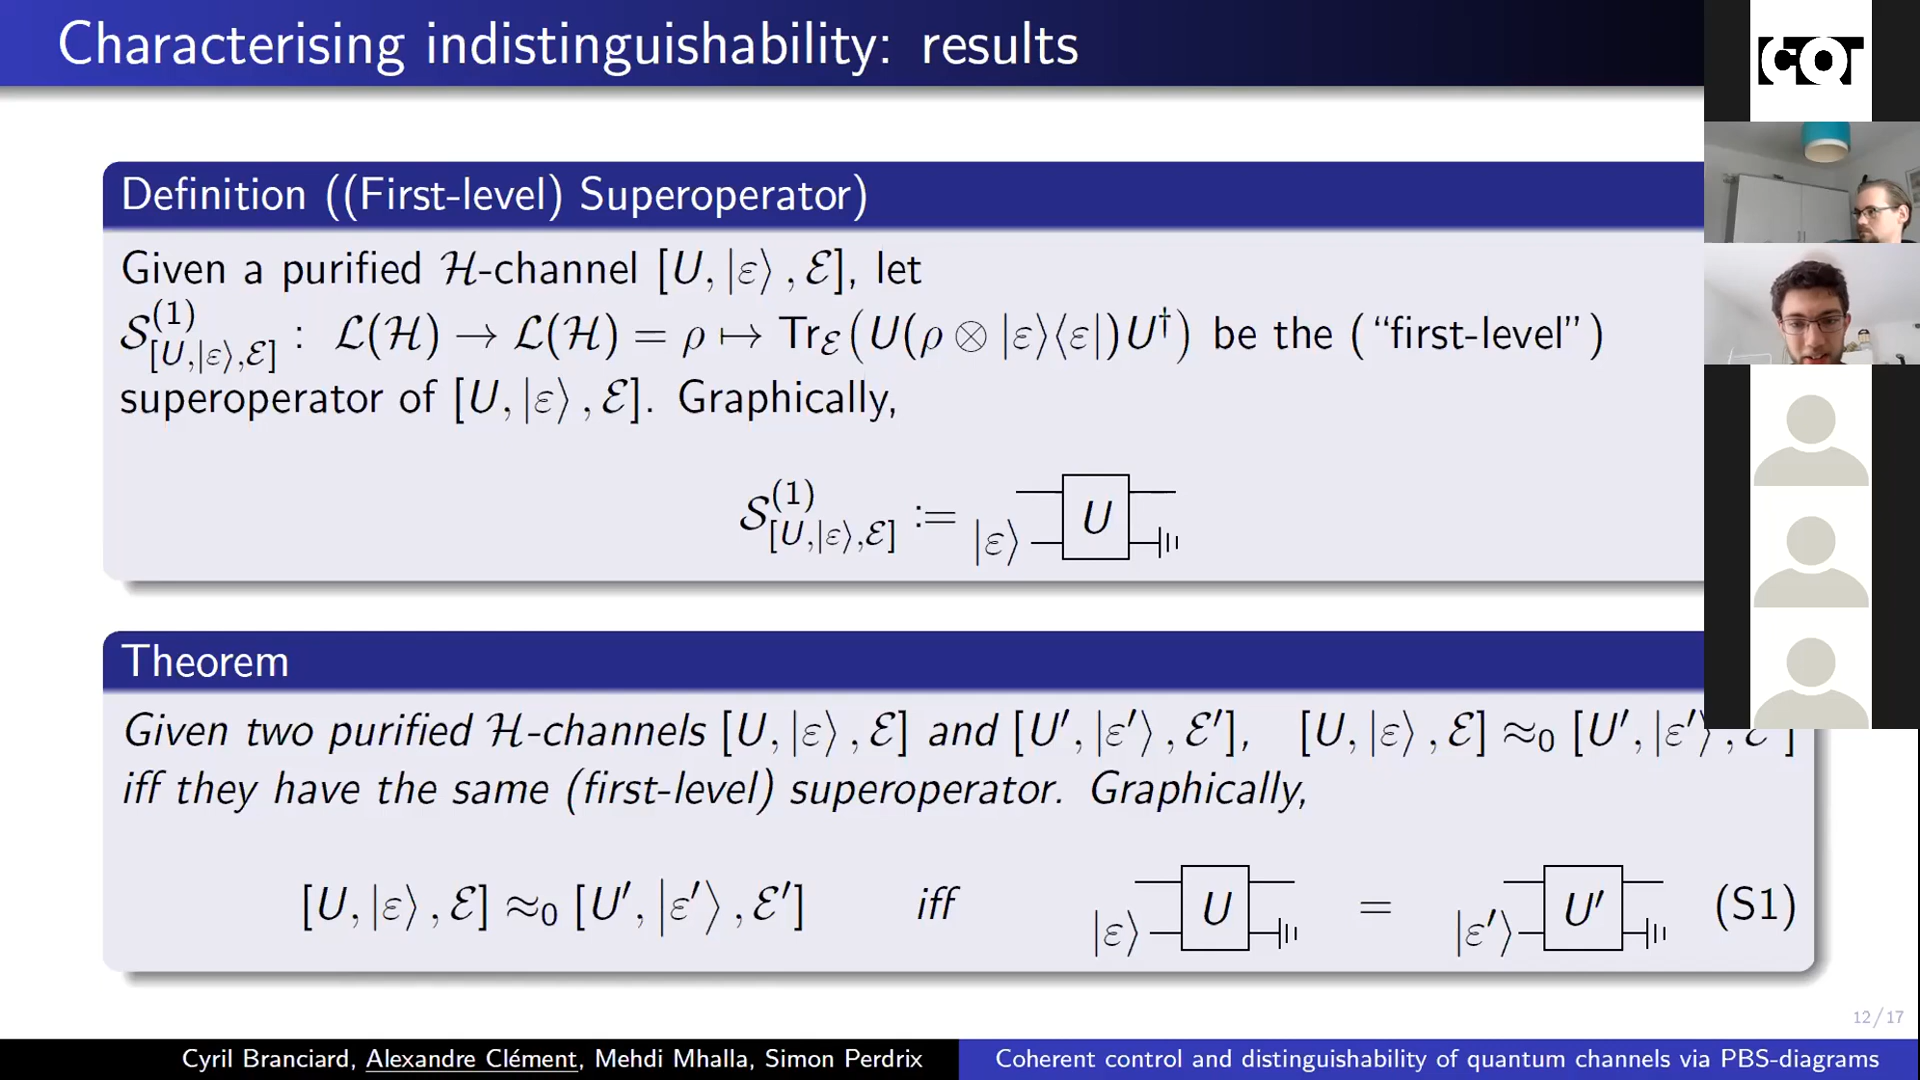 Characterising indistinguishability: results
CQT
Definition ((First-level) Superoperator)
Given a purified ℋ-channel [U, |ε⟩, ℰ], let
𝒮^{(1)}_{[U,|ε⟩,ℰ]} : ℒ(ℋ) → ℒ(ℋ) = ρ ↦ Tr_ℰ(U(ρ ⊗ |ε⟩⟨ε|)U†) be the (“first-level”)
superoperator of [U, |ε⟩, ℰ]. Graphically,
𝒮^{(1)}_{[U,|ε⟩,ℰ]} := |ε⟩ U
Theorem
Given two purified ℋ-channels [U, |ε⟩, ℰ] and [U′, |ε′⟩, ℰ′], [U, |ε⟩, ℰ] ≈₀ [U′, |ε′⟩, ℰ′]
iff they have the same (first-level) superoperator. Graphically,
[U, |ε⟩, ℰ] ≈₀ [U′, |ε′⟩, ℰ′] iff |ε⟩ U = |ε′⟩ U′ (S1)
12/17
Cyril Branciard, Alexandre Clément, Mehdi Mhalla, Simon Perdrix
Coherent control and distinguishability of quantum channels via PBS-diagrams